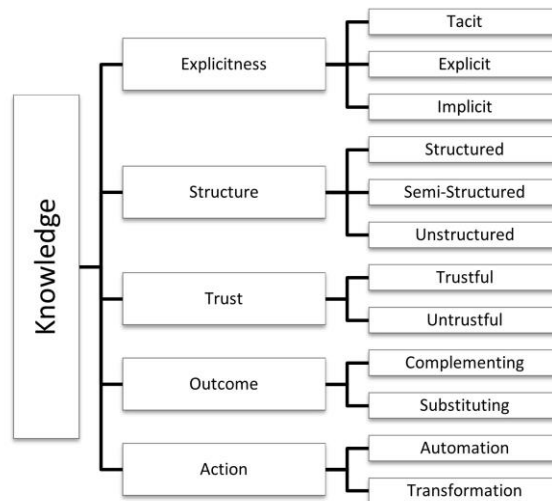 Knowledge
Explicitness
Tacit
Explicit
Implicit
Structure
Structured
Semi-Structured
Unstructured
Trust
Trustful
Untrustful
Outcome
Complementing
Substituting
Action
Automation
Transformation